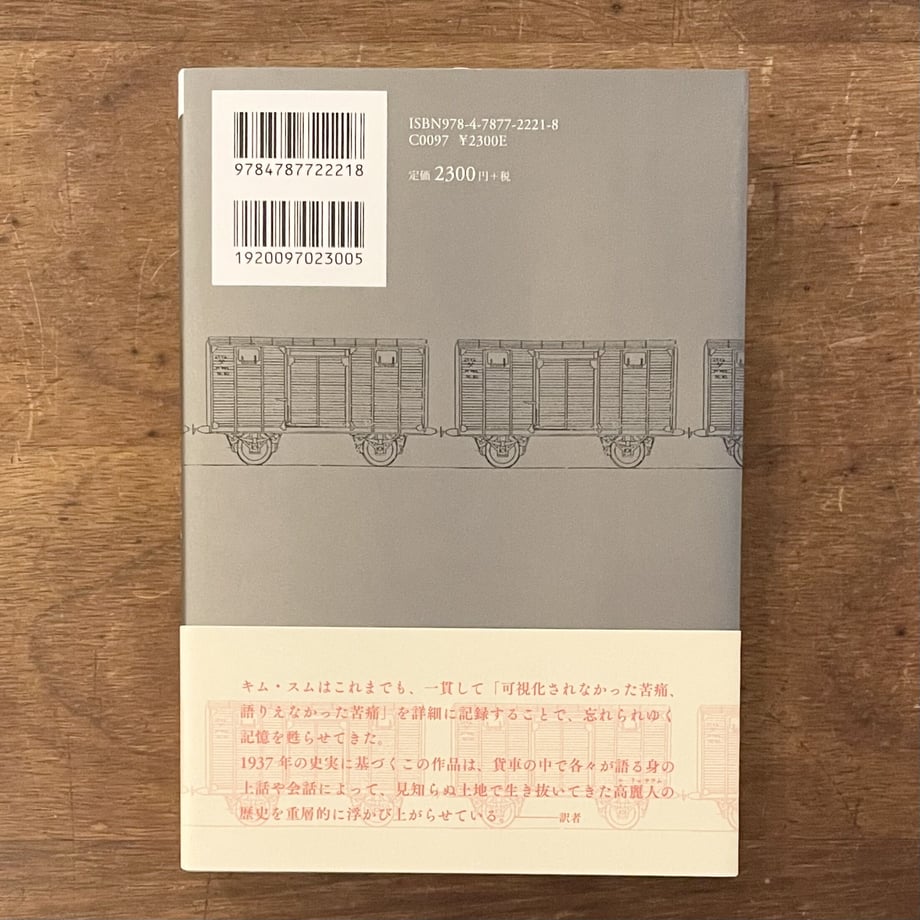 9784787722218
1920097023005
ISBN978-4-7877-2221-8
C0097 ¥2300E
定価 2300円+税
キム・スムはこれまでも、一貫して「可視化されなかった苦痛、
語りえなかった苦痛」を詳細に記録することで、忘れられゆく
記憶を甦らせてきた。
1937年の史実に基づくこの作品は、貨車の中で各々が語る身の
上話や会話によって、見知らぬ土地で生き抜いてきた高麗人の
歴史を重層的に浮かび上がらせている。――訳者